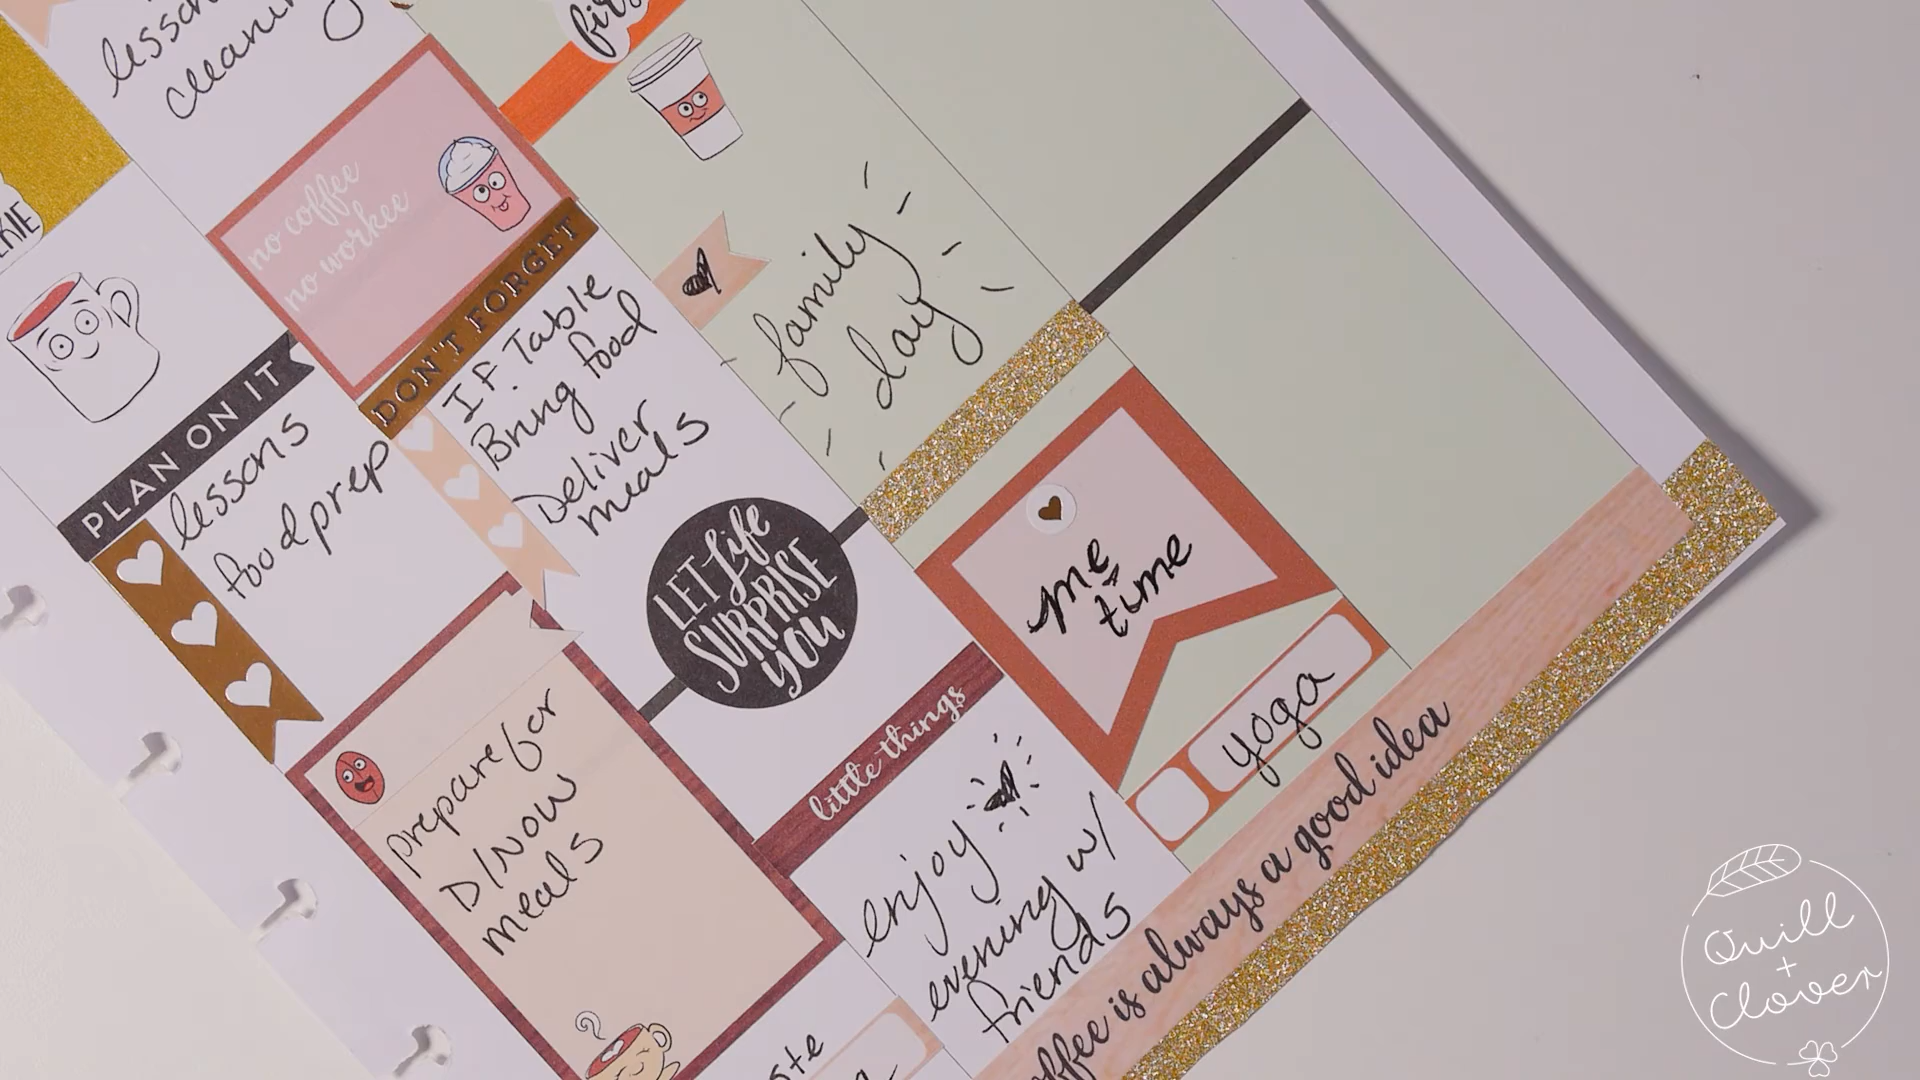 cleaning
no coffee
no workee
PLAN ON IT
lessons
food prep
DON'T FORGET
I.F. Table
Bring food
Deliver
meals
prepare for
D/NOW
meals
family
day
LET Life
SURPRISE
you
little things
enjoy
evening w/
friends
me
time
yoga
coffee is always a good idea
Quill
+
Clover